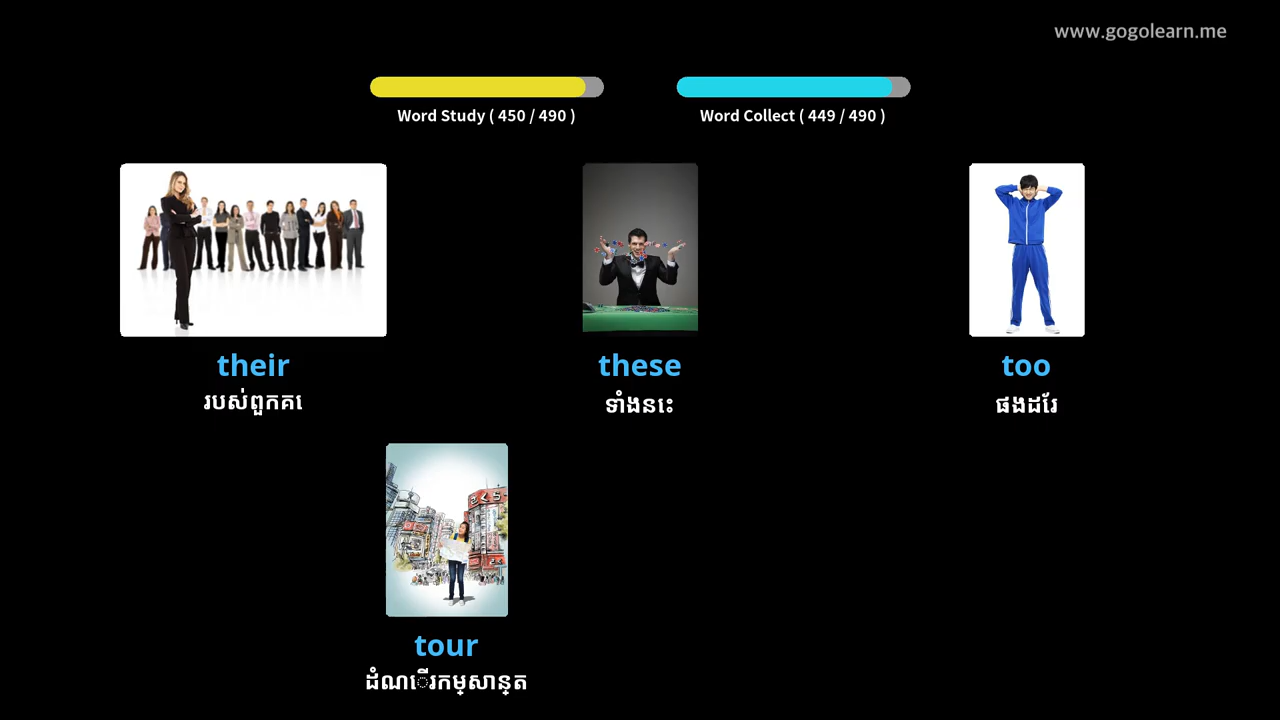 www.gogolearn.me
Word Study ( 450 / 490 )
Word Collect ( 449 / 490 )
their
របស់ពួកគេ
these
ទាំងនេះ
too
ផងដែរ
tour
ដំណើរកម្សាន្ត